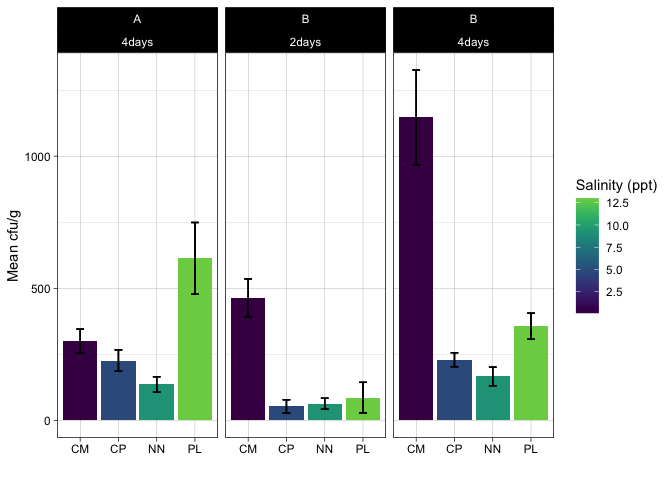 A
B
B
4days
2days
4days
Mean cfu/g
1000
500
0
CM
CP
NN
PL
CM
CP
NN
PL
CM
CP
NN
PL
Salinity (ppt)
12.5
10.0
7.5
5.0
2.5